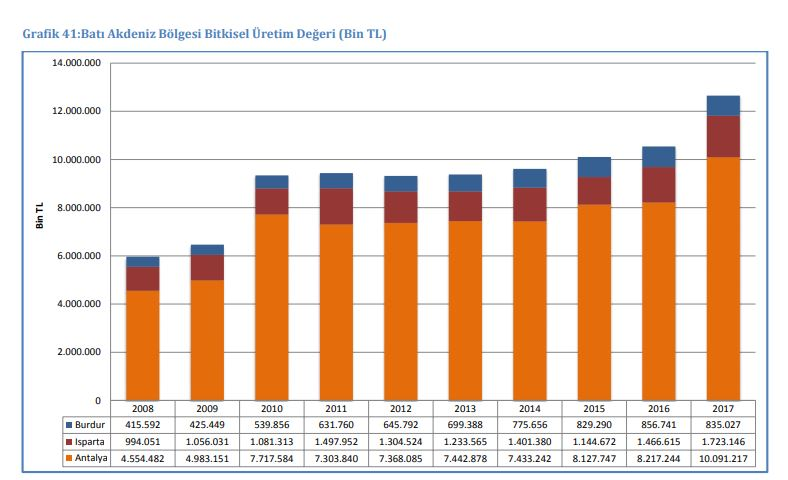 Grafik 41:Batı Akdeniz Bölgesi Bitkisel Üretim Değeri (Bin TL)
14.000.000
12.000.000
10.000.000
8.000.000
6.000.000
4.000.000
2.000.000
0
Bin TL
2008 2009 2010 2011 2012 2013 2014 2015 2016 2017
Burdur 415.592 425.449 539.856 631.760 645.792 699.388 775.656 829.290 856.741 835.027
Isparta 994.051 1.056.031 1.081.313 1.497.952 1.304.524 1.233.565 1.401.380 1.144.672 1.466.615 1.723.146
Antalya 4.554.482 4.983.151 7.717.584 7.303.840 7.368.085 7.442.878 7.433.242 8.127.747 8.217.244 10.091.217